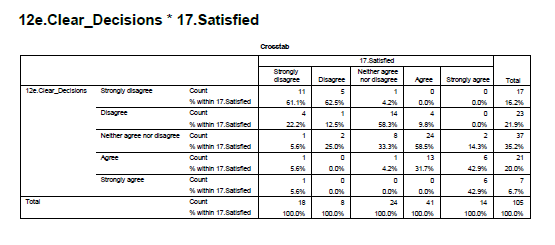 12e.Clear_Decisions * 17.Satisfied
Crosstab
17.Satisfied
Strongly disagree Disagree Neither agree nor disagree Agree Strongly agree Total
12e.Clear_Decisions Strongly disagree Count 11 5 1 0 0 17
% within 17.Satisfied 61.1% 62.5% 4.2% 0.0% 0.0% 16.2%
Disagree Count 4 1 14 4 0 23
% within 17.Satisfied 22.2% 12.5% 58.3% 9.8% 0.0% 21.9%
Neither agree nor disagree Count 1 2 8 24 2 37
% within 17.Satisfied 5.6% 25.0% 33.3% 58.5% 14.3% 35.2%
Agree Count 1 0 1 13 6 21
% within 17.Satisfied 5.6% 0.0% 4.2% 31.7% 42.9% 20.0%
Strongly agree Count 1 0 0 0 6 7
% within 17.Satisfied 5.6% 0.0% 0.0% 0.0% 42.9% 6.7%
Total Count 18 8 24 41 14 105
% within 17.Satisfied 100.0% 100.0% 100.0% 100.0% 100.0% 100.0%